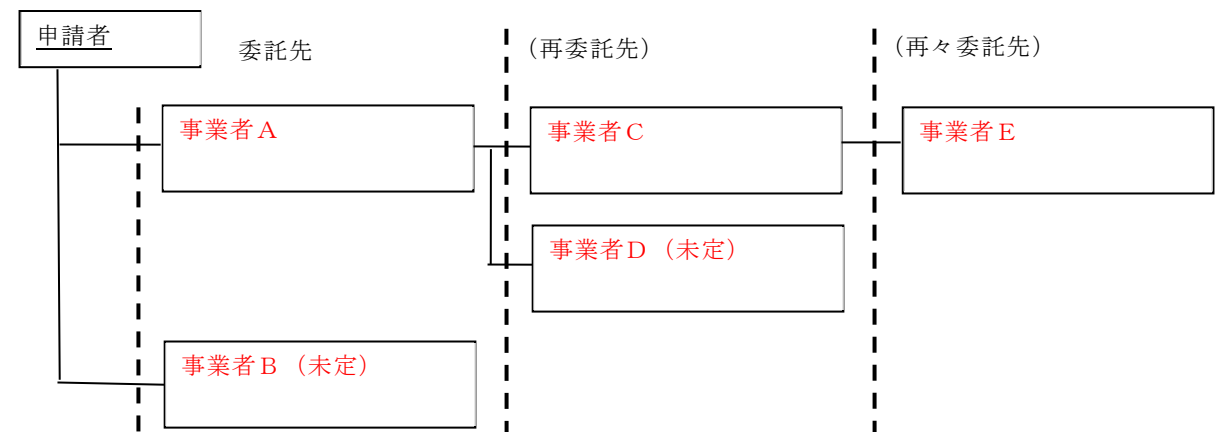 申請者
委託先
(再委託先)
(再々委託先)
事業者A
事業者C
事業者E
事業者D(未定)
事業者B(未定)